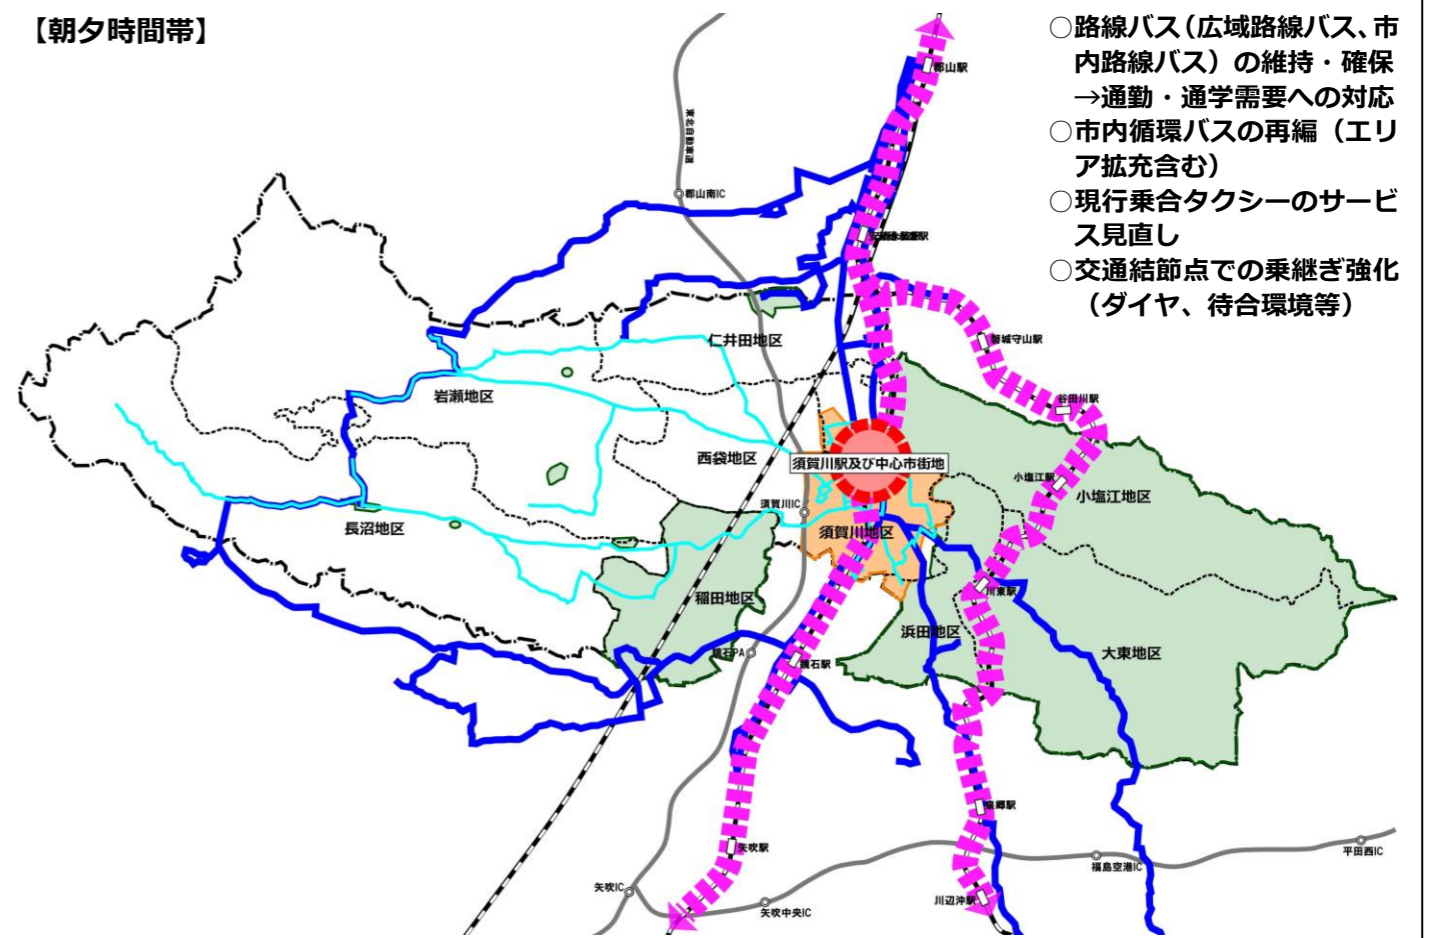 【朝夕時間帯】
○路線バス（広域路線バス、市
内路線バス）の維持・確保
→通勤・通学需要への対応
○市内循環バスの再編（エリ
ア拡充含む）
○現行乗合タクシーのサービ
ス見直し
○交通結節点での乗継ぎ強化
（ダイヤ、待合環境等）
郡山駅
東北自動車道
郡山南IC
磐城守山駅
仁井田地区
岩瀬地区
谷田川駅
西袋地区
須賀川駅及び中心市街地
小塩江駅
小塩江地区
須賀川IC
長沼地区
須賀川地区
稲田地区
川東駅
浜田地区
大東地区
鏡石PA
鏡石駅
泉郷駅
矢吹駅
平田西IC
福島空港IC
矢吹IC
矢吹中央IC
川辺沖駅